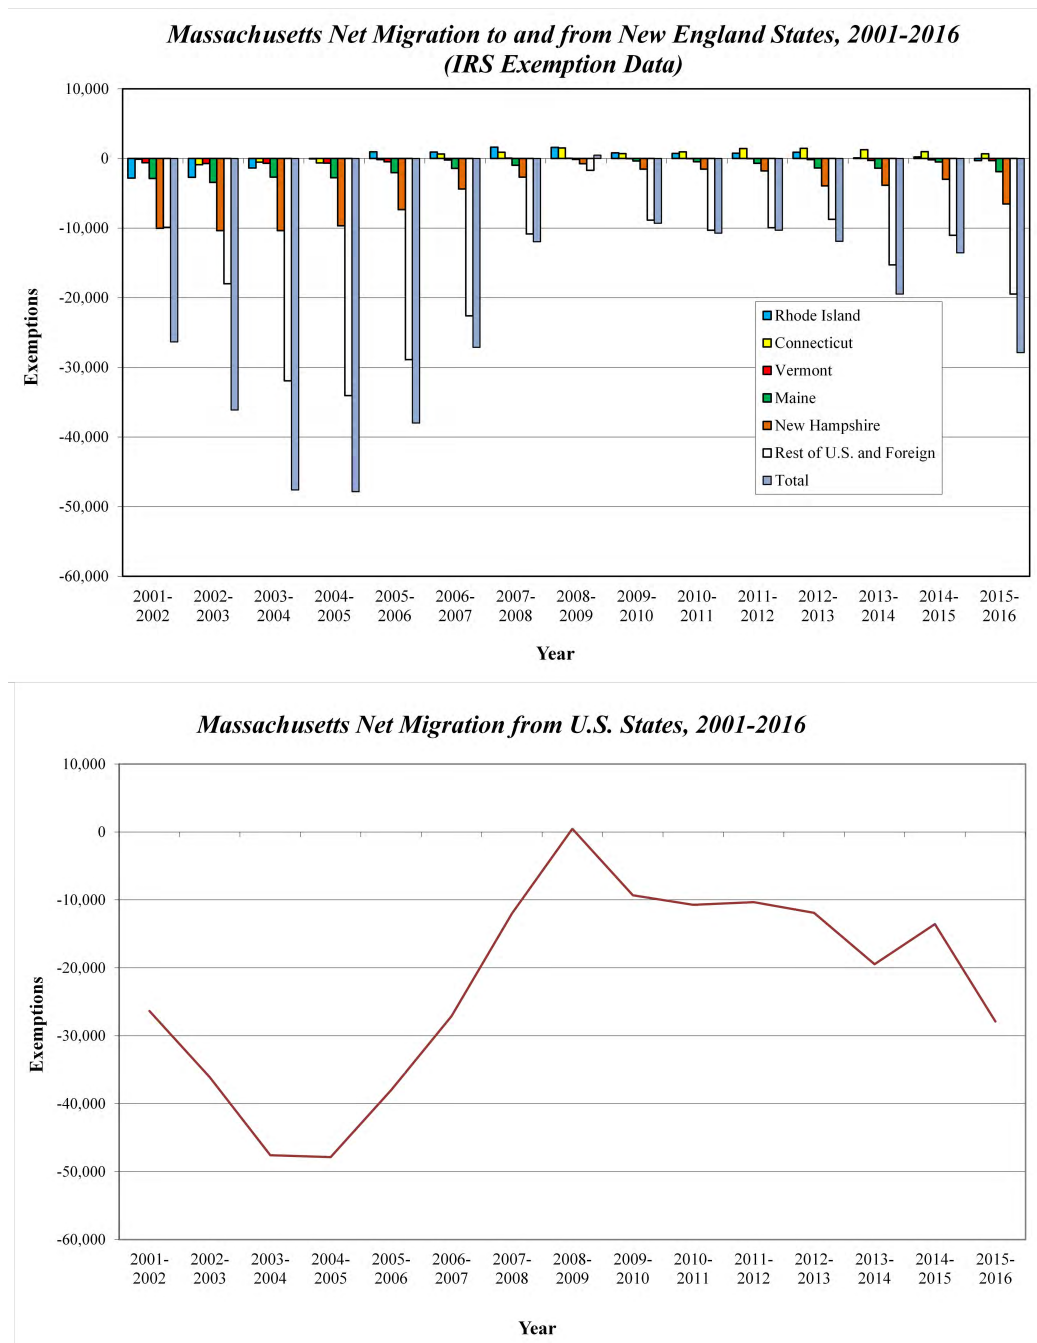 Massachusetts Net Migration to and from New England States, 2001-2016
(IRS Exemption Data)
10,000
0
-10,000
-20,000
-30,000
-40,000
-50,000
-60,000
Exemptions
Rhode Island
Connecticut
Vermont
Maine
New Hampshire
Rest of U.S. and Foreign
Total
2001- 2002- 2003- 2004- 2005- 2006- 2007- 2008- 2009- 2010- 2011- 2012- 2013- 2014- 2015-
2002 2003 2004 2005 2006 2007 2008 2009 2010 2011 2012 2013 2014 2015 2016
Year
Massachusetts Net Migration from U.S. States, 2001-2016
10,000
0
-10,000
-20,000
-30,000
-40,000
-50,000
-60,000
Exemptions
2001- 2002- 2003- 2004- 2005- 2006- 2007- 2008- 2009- 2010- 2011- 2012- 2013- 2014- 2015-
2002 2003 2004 2005 2006 2007 2008 2009 2010 2011 2012 2013 2014 2015 2016
Year